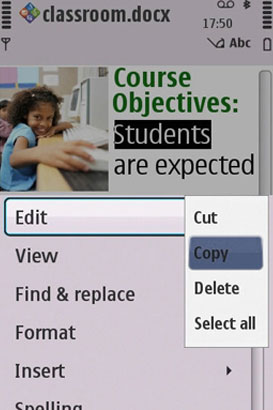 classroom.docx
17:50
Abc
Course
Objectives:
Students
are expected
Edit
Cut
Copy
Delete
Select all
View
Find & replace
Format
Insert
Spelling